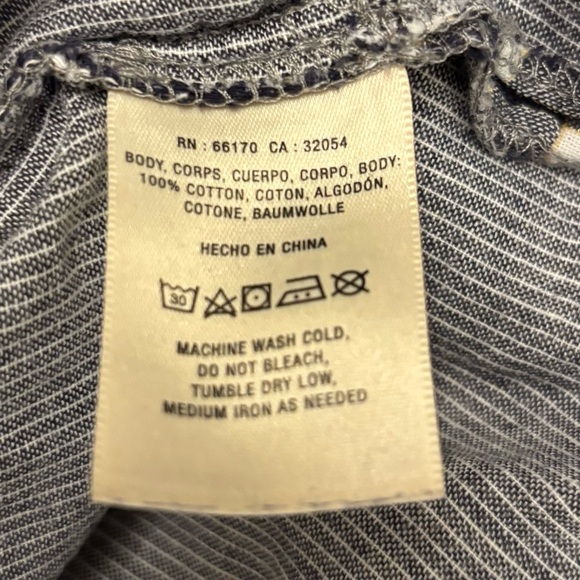 RN : 66170 CA : 32054
BODY, CORPS, CUERPO, CORPO, BODY:
100% COTTON, COTON, ALGODÓN,
COTONE, BAUMWOLLE
HECHO EN CHINA
30
MACHINE WASH COLD,
DO NOT BLEACH,
TUMBLE DRY LOW,
MEDIUM IRON AS NEEDED